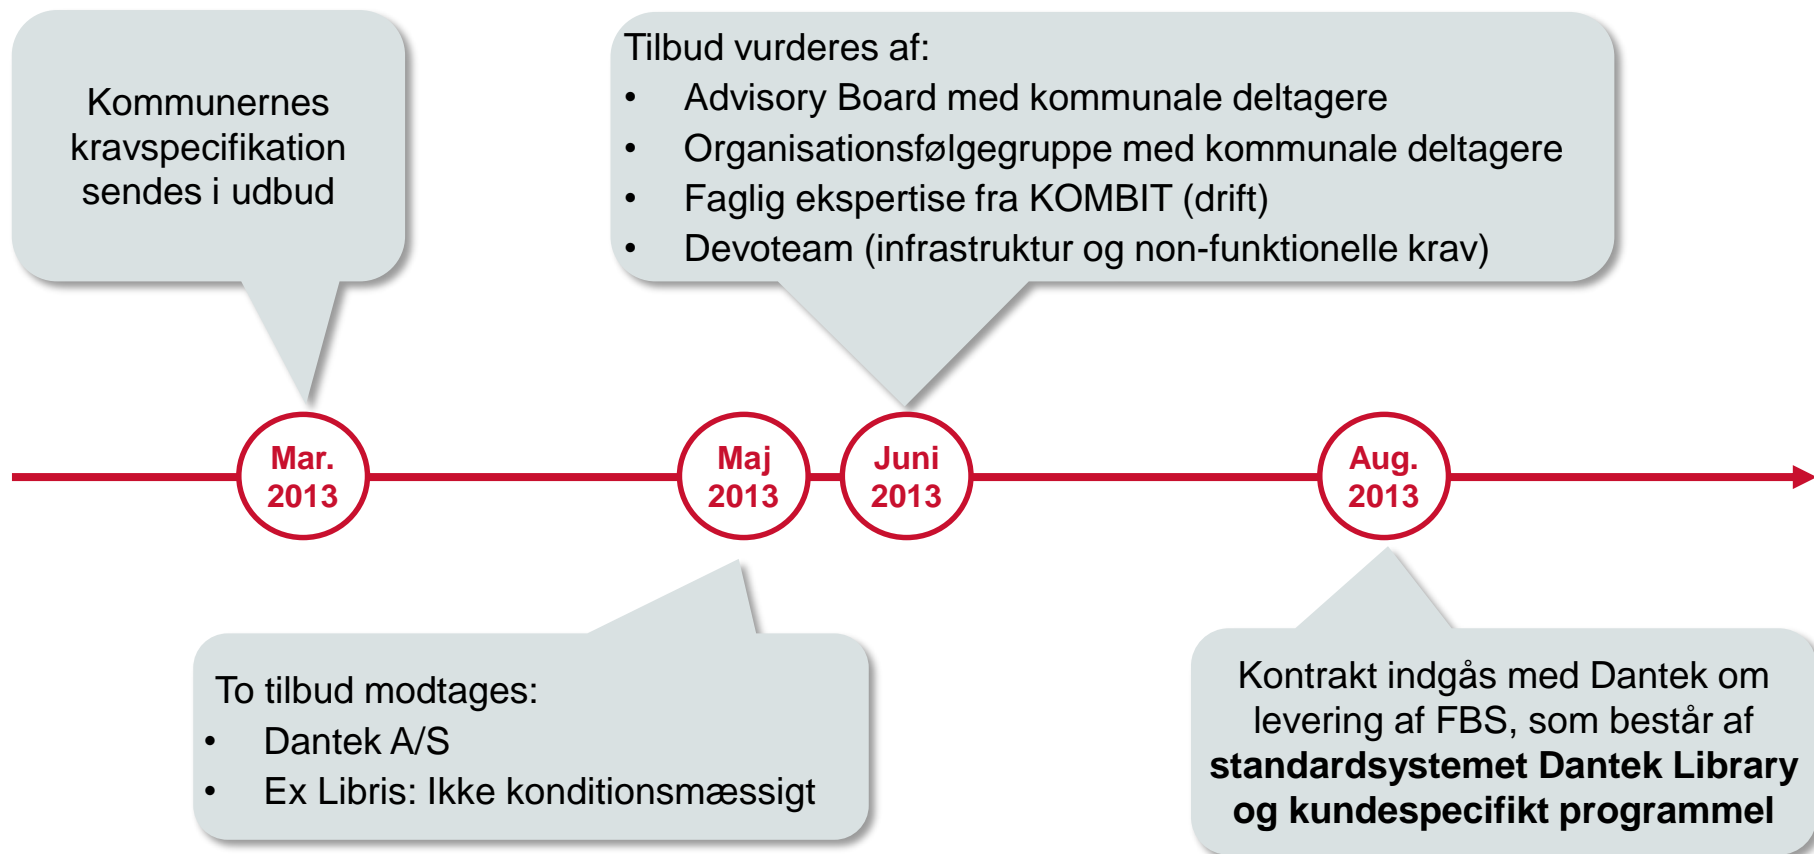 Kommunernes
kravspecifikation
sendes i udbud
Tilbud vurderes af:
• Advisory Board med kommunale deltagere
• Organisationsfølgegruppe med kommunale deltagere
• Faglig ekspertise fra KOMBIT (drift)
• Devoteam (infrastruktur og non-funktionelle krav)
Mar.
2013
Maj
2013
Juni
2013
Aug.
2013
To tilbud modtages:
• Dantek A/S
• Ex Libris: Ikke konditionsmæssigt
Kontrakt indgås med Dantek om
levering af FBS, som består af
standardsystemet Dantek Library
og kundespecifikt programmel